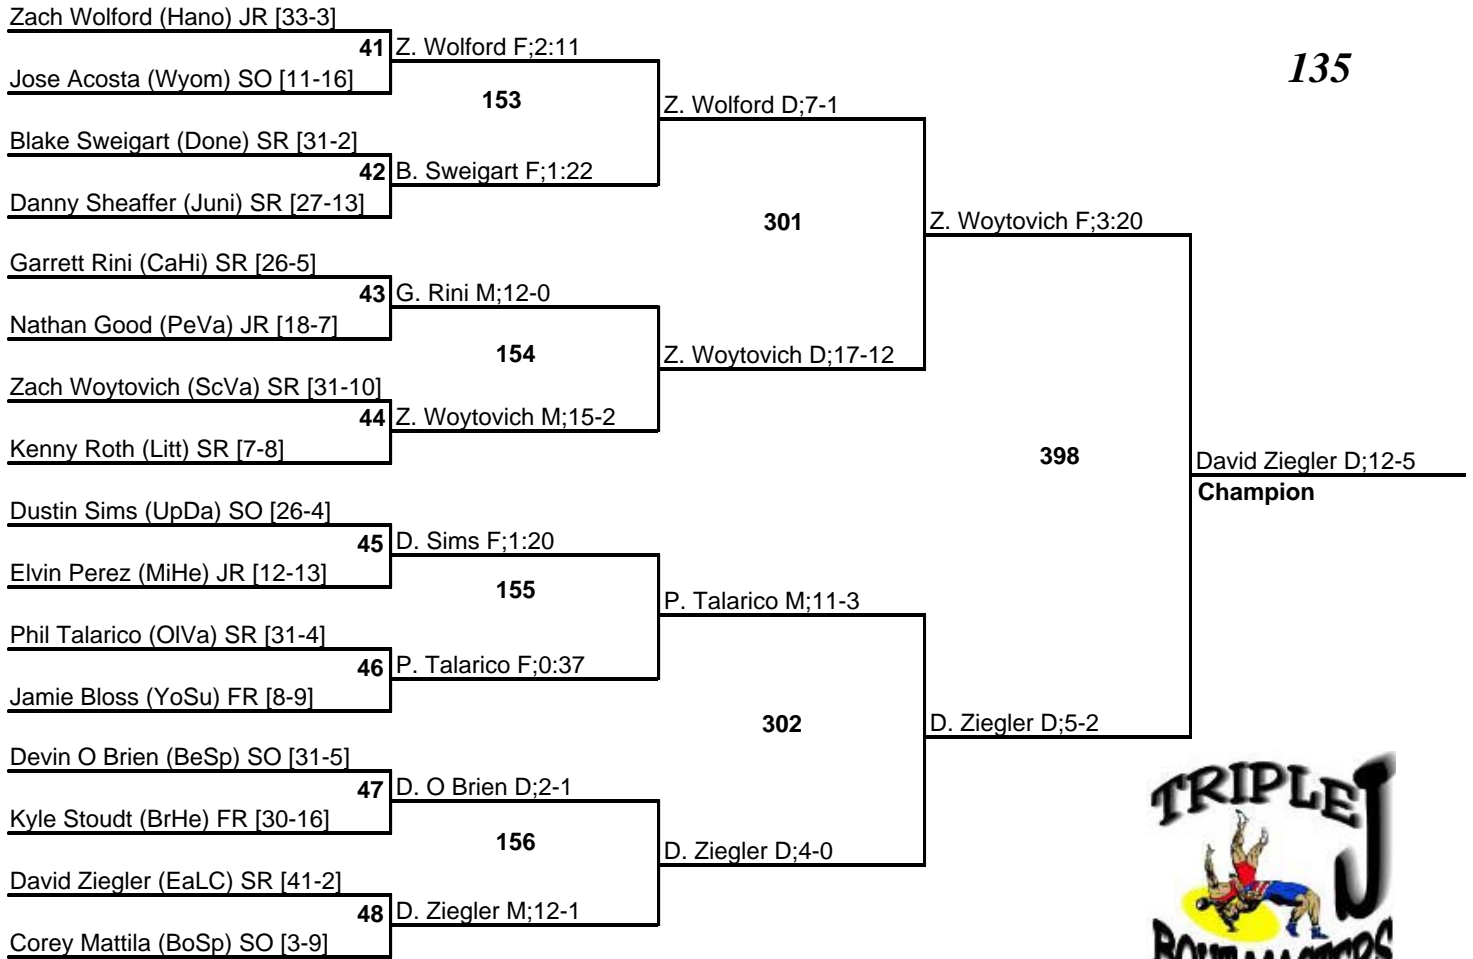 Zach Wolford (Hano) JR [33-3]
41 Z. Wolford F;2:11
135
Jose Acosta (Wyom) SO [11-16]
153
Z. Wolford D;7-1
Blake Sweigart (Done) SR [31-2]
42 B. Sweigart F;1:22
Danny Sheaffer (Juni) SR [27-13]
301
Z. Woytovich F;3:20
Garrett Rini (CaHi) SR [26-5]
43 G. Rini M;12-0
Nathan Good (PeVa) JR [18-7]
154
Z. Woytovich D;17-12
Zach Woytovich (ScVa) SR [31-10]
44 Z. Woytovich M;15-2
Kenny Roth (Litt) SR [7-8]
398
David Ziegler D;12-5
Champion
Dustin Sims (UpDa) SO [26-4]
45 D. Sims F;1:20
Elvin Perez (MiHe) JR [12-13]
155
P. Talarico M;11-3
Phil Talarico (OlVa) SR [31-4]
46 P. Talarico F;0:37
Jamie Bloss (YoSu) FR [8-9]
302
D. Ziegler D;5-2
Devin O Brien (BeSp) SO [31-5]
47 D. O Brien D;2-1
Kyle Stoudt (BrHe) FR [30-16]
156
D. Ziegler D;4-0
David Ziegler (EaLC) SR [41-2]
48 D. Ziegler M;12-1
Corey Mattila (BoSp) SO [3-9]
TRIPLE J
BOUT MASTERS